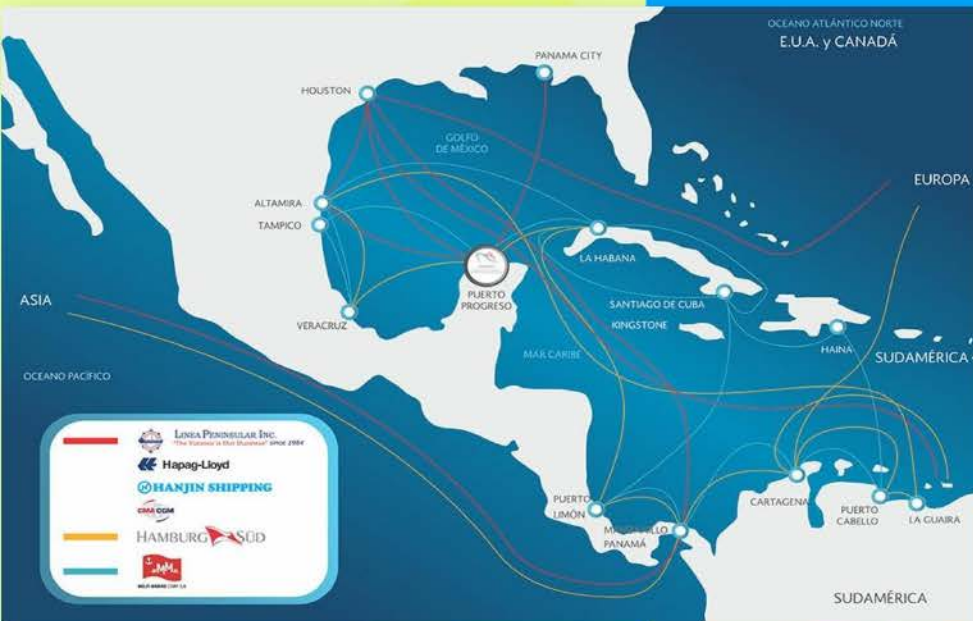 OCEANO ATLÁNTICO NORTE
E.U.A. y CANADÁ
PANAMA CITY
HOUSTON
GOLFO
DE MÉXICO
EUROPA
ALTAMIRA
TAMPICO
LA HABANA
ASIA
PUERTO
PROGRESO
SANTIAGO DE CUBA
VERACRUZ
KINGSTONE
HAINA
MAR CARIBE
SUDAMÉRICA
OCEANO PACÍFICO
LINEA PENINSULAR INC.
"The Yucatan is Our Business" SINCE 1984
Hapag-Lloyd
HANJIN SHIPPING
CMA CGM
HAMBURG SÜD
PUERTO
LIMÓN
MANZANILLO
PANAMÁ
CARTAGENA
PUERTO
CABELLO
LA GUAIRA
SUDAMÉRICA